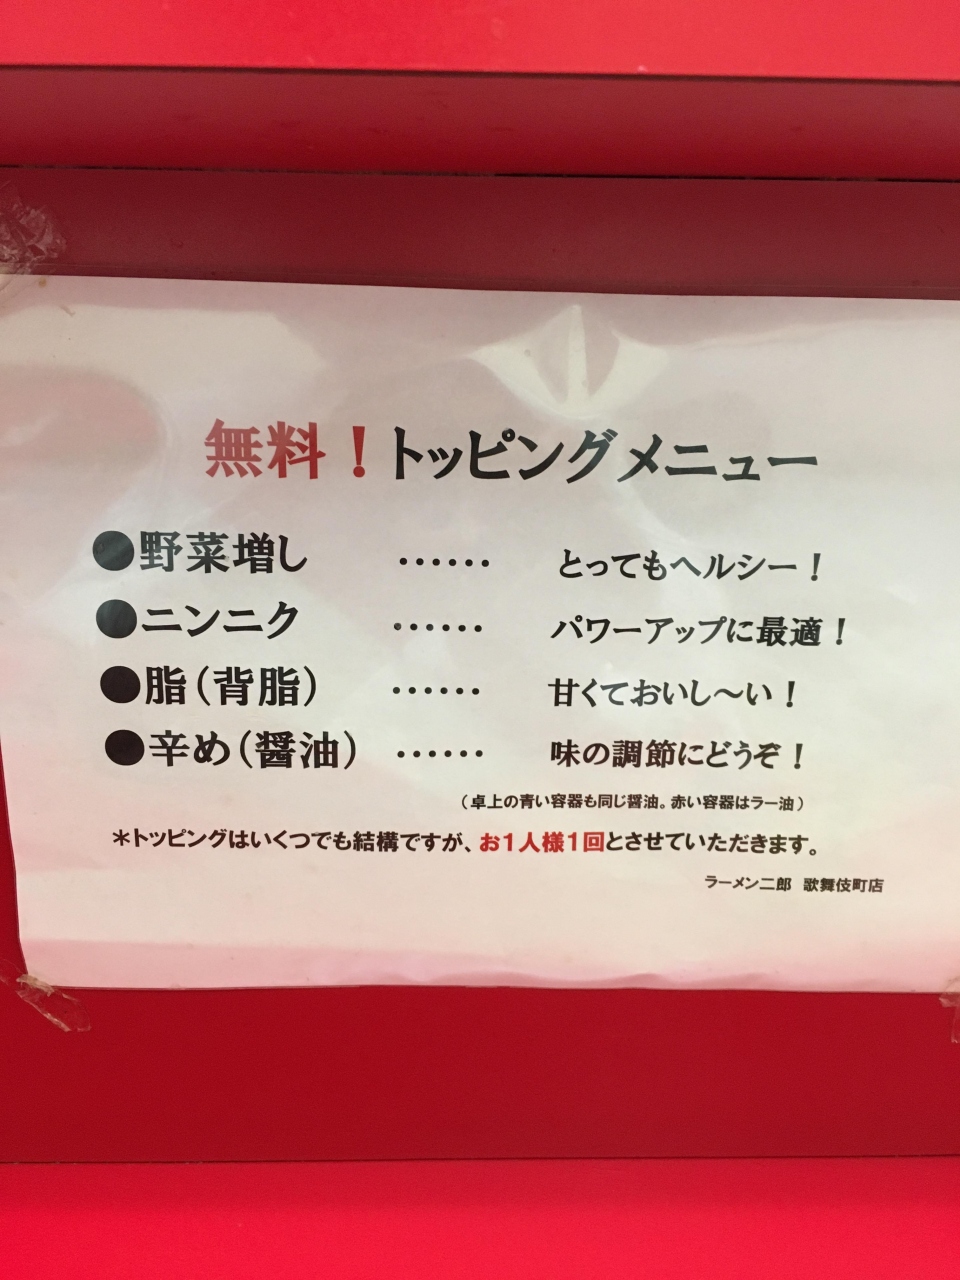 無料！トッピングメニュー
●野菜増し ……とってもヘルシー！
●ニンニク ……パワーアップに最適！
●脂（背脂） ……甘くておいし～い！
●辛め（醤油） ……味の調節にどうぞ！
（卓上の青い容器も同じ醤油。赤い容器はラー油）
＊トッピングはいくつでも結構ですが、お１人様１回とさせていただきます。
ラーメン二郎 歌舞伎町店